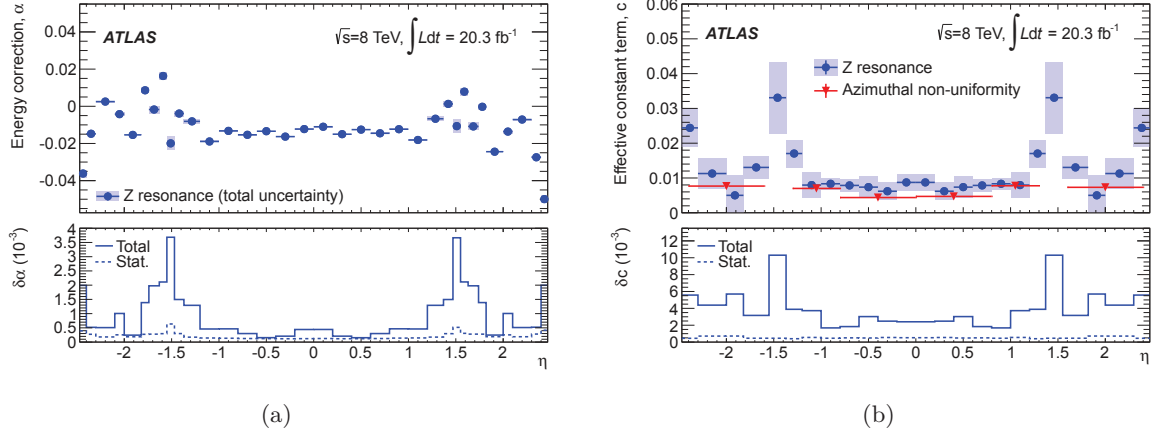 Energy correction, α
ATLAS
√s=8 TeV, ∫Ldt = 20.3 fb⁻¹
0.04
0.02
0
-0.02
-0.04
Z resonance (total uncertainty)
δα (10⁻³)
4
3.5
3
2.5
2
1.5
1
0.5
0
Total
Stat.
-2 -1.5 -1 -0.5 0 0.5 1 1.5 2
η
(a)
Effective constant term, c
0.06
0.05
0.04
0.03
0.02
0.01
0
ATLAS
√s=8 TeV, ∫Ldt = 20.3 fb⁻¹
Z resonance
Azimuthal non-uniformity
δc (10⁻³)
12
10
8
6
4
2
0
Total
Stat.
-2 -1.5 -1 -0.5 0 0.5 1 1.5 2
η
(b)